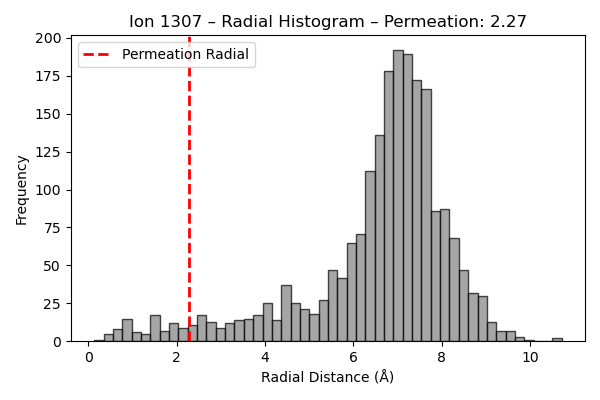 Ion 1307 – Radial Histogram – Permeation: 2.27
Permeation Radial
200
175
150
125
100
75
50
25
0
Frequency
0 2 4 6 8 10
Radial Distance (Å)